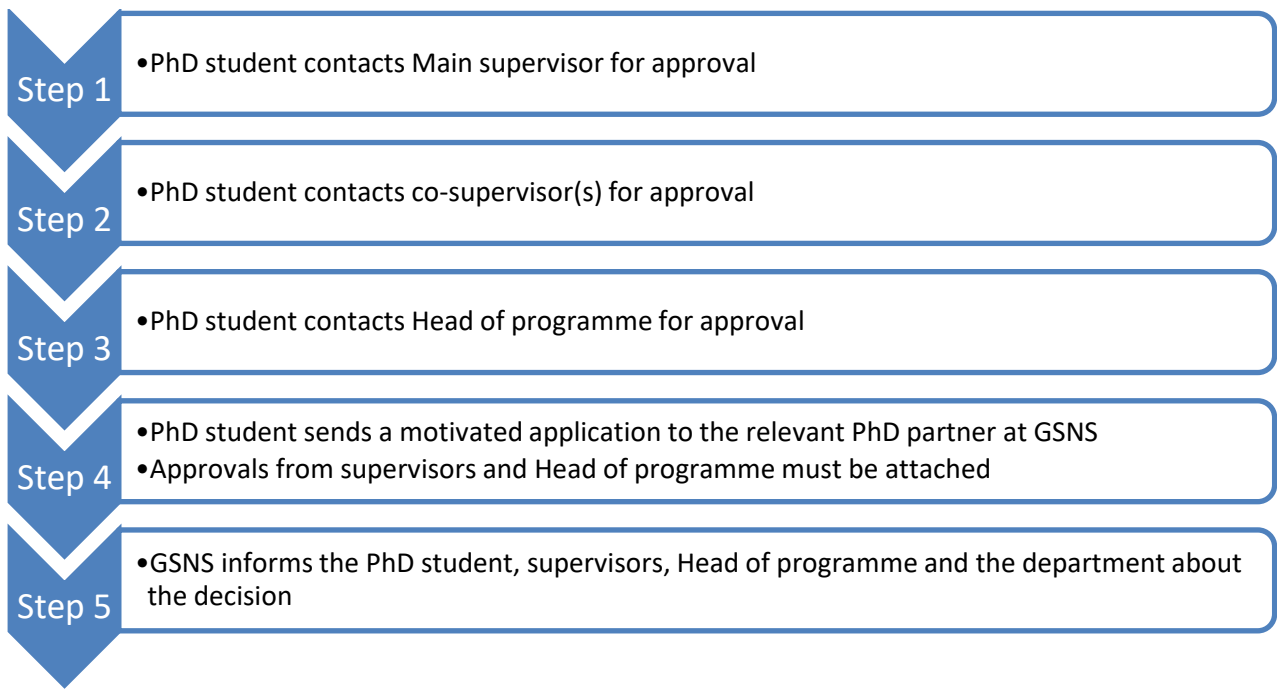 Step 1
•PhD student contacts Main supervisor for approval
Step 2
•PhD student contacts co-supervisor(s) for approval
Step 3
•PhD student contacts Head of programme for approval
Step 4
•PhD student sends a motivated application to the relevant PhD partner at GSNS
•Approvals from supervisors and Head of programme must be attached
Step 5
•GSNS informs the PhD student, supervisors, Head of programme and the department about
the decision